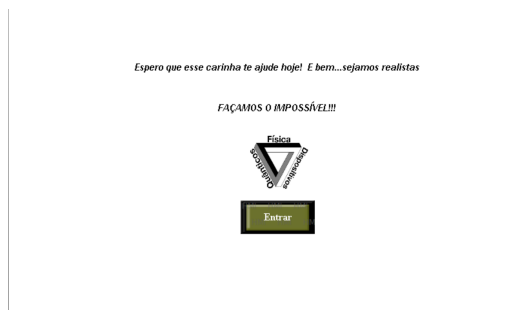 Espero que esse carinha te ajude hoje! E bem...sejamos realistas
FAÇAMOS O IMPOSSÍVEL!!!
Física
Dispositivos
Quânticos
Entrar